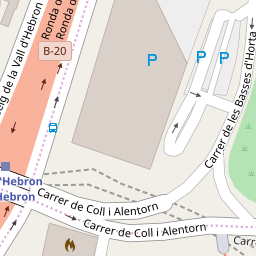 Ronda d
Ronda d
B-20
eig de la Vall d'Hebron
P
P
P
Carrer de les Basses d'Horta
'Hebron
Hebron
Carrer de Coll i Alentorn
Carrer de Coll i Alentorn
Carra